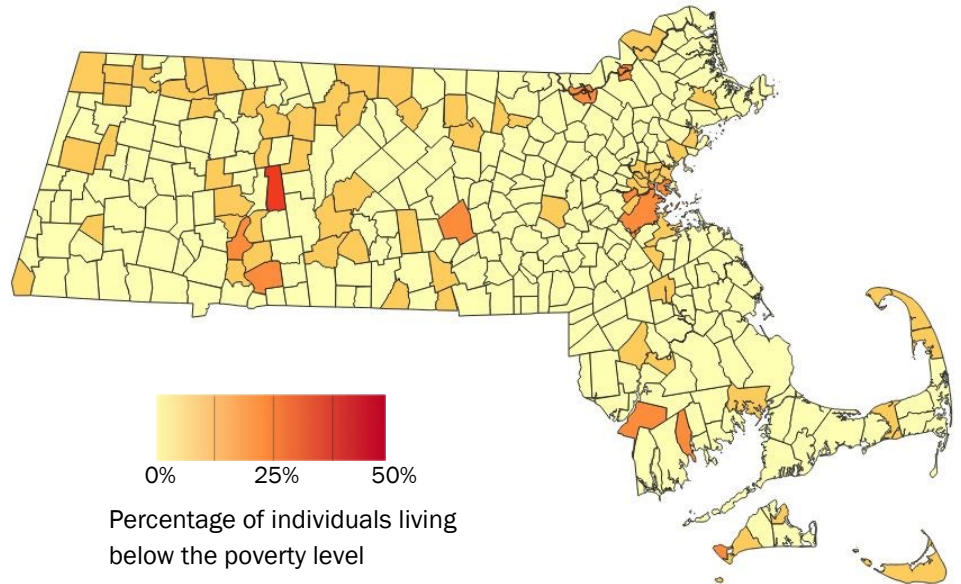 0% 25% 50%
Percentage of individuals living
below the poverty level